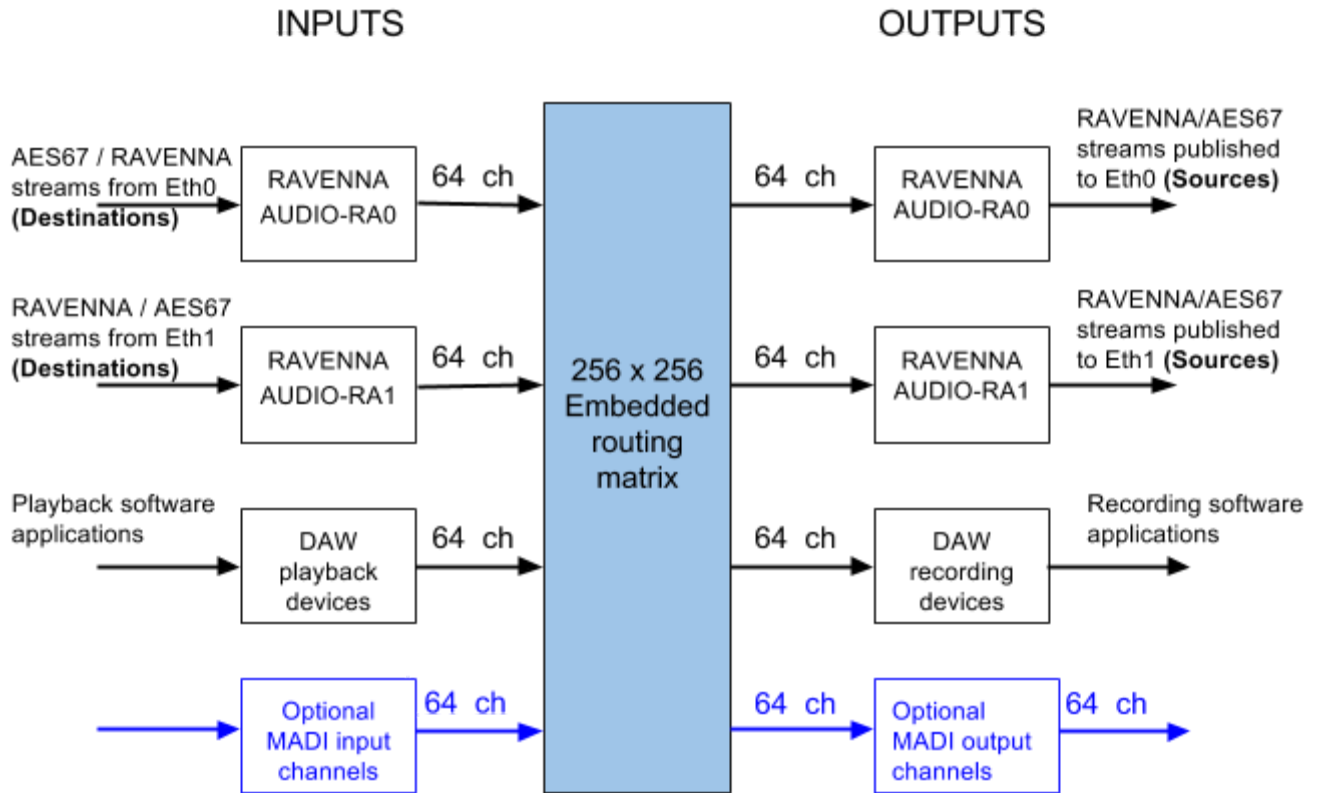 INPUTS
OUTPUTS
AES67 / RAVENNA
streams from Eth0
(Destinations)
RAVENNA
AUDIO-RA0
64 ch
64 ch
RAVENNA
AUDIO-RA0
RAVENNA/AES67
streams published
to Eth0 (Sources)
RAVENNA / AES67
streams from Eth1
(Destinations)
RAVENNA
AUDIO-RA1
64 ch
256 x 256
Embedded
routing
matrix
64 ch
RAVENNA
AUDIO-RA1
RAVENNA/AES67
streams published
to Eth1 (Sources)
Playback software
applications
DAW
playback
devices
64 ch
64 ch
DAW
recording
devices
Recording software
applications
Optional
MADI input
channels
64 ch
64 ch
Optional
MADI output
channels
64 ch